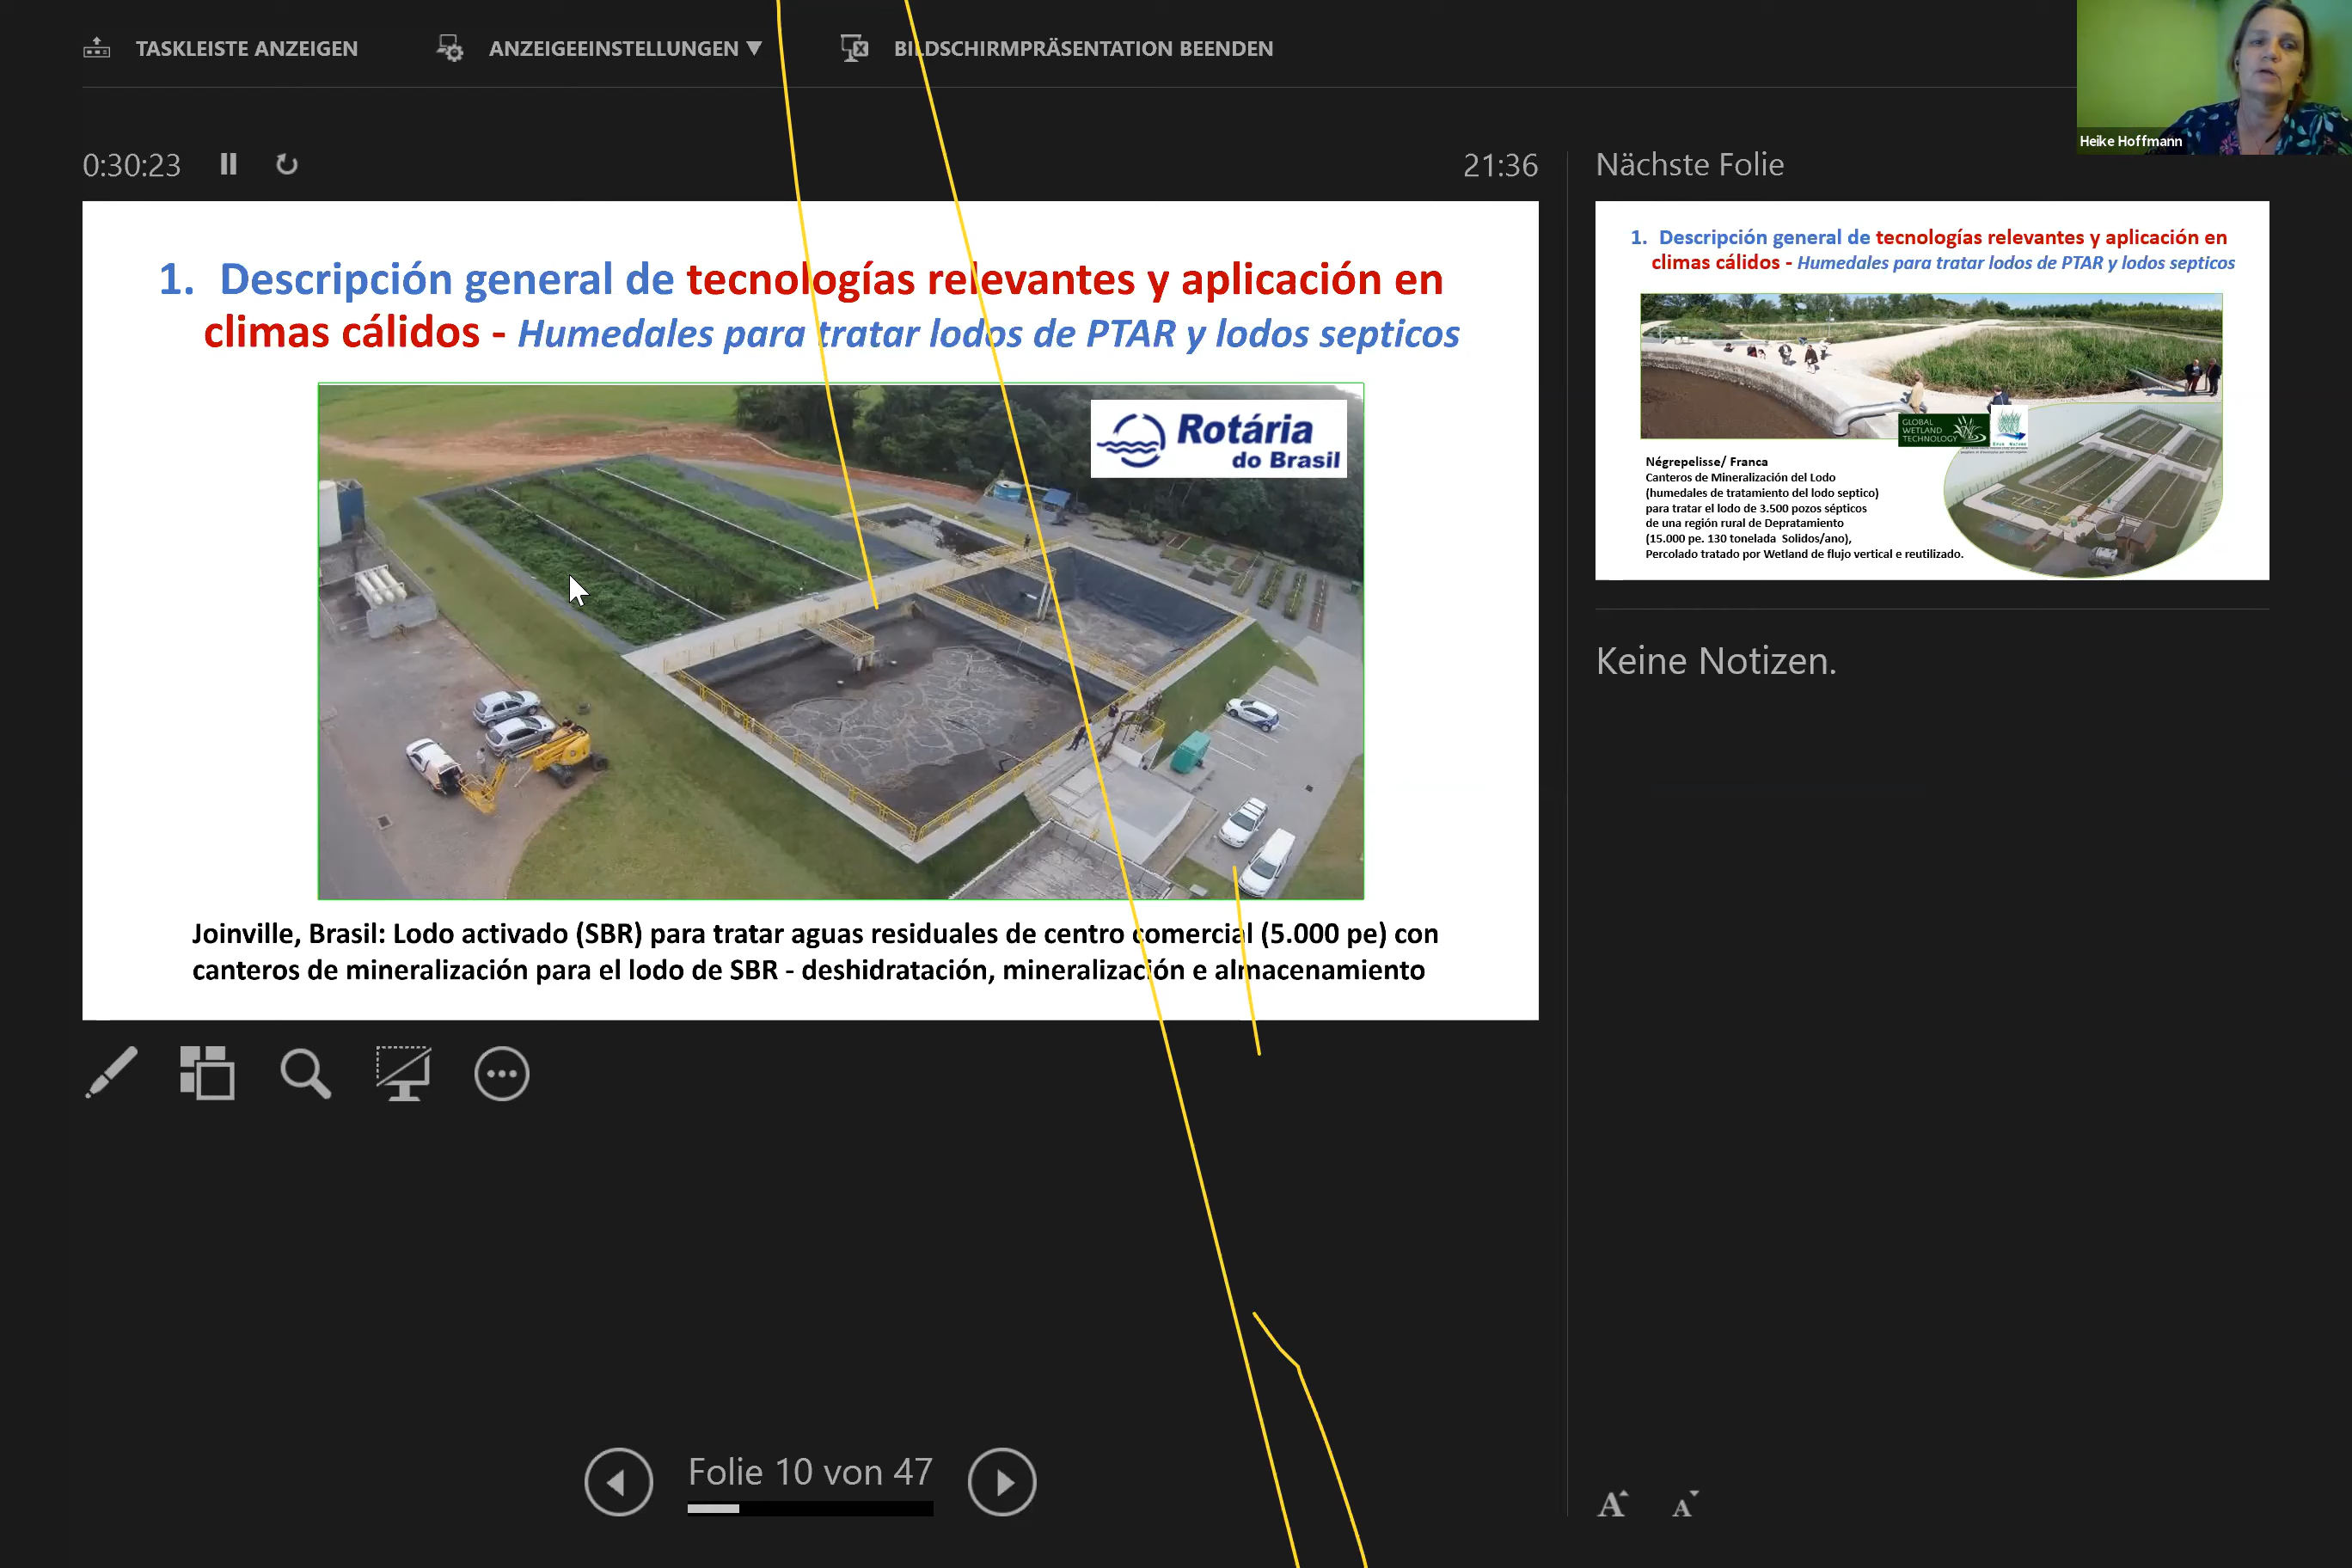 TASKLEISTE ANZEIGEN
ANZEIGEEINSTELLUNGEN ▼
BILDSCHIRMPRÄSENTATION BEENDEN
Heike Hoffmann
0:30:23
21:36
1. Descripción general de tecnologías relevantes y aplicación en
climas cálidos - Humedales para tratar lodos de PTAR y lodos septicos
Rotária
do Brasil
Joinville, Brasil: Lodo activado (SBR) para tratar aguas residuales de centro comercial (5.000 pe) con
canteros de mineralización para el lodo de SBR - deshidratación, mineralización e almacenamiento
Folie 10 von 47
Nächste Folie
1. Descripción general de tecnologías relevantes y aplicación en
climas cálidos - Humedales para tratar lodos de PTAR y lodos septicos
GLOBAL
WETLAND
TECHNOLOGY
Négrepelisse/ Franca
Canteros de Mineralización del Lodo
(humedales de tratamiento del lodo septico)
para tratar el lodo de 3.500 pozos sépticos
de una región rural de Depratamiento
(15.000 pe. 130 tonelada Solidos/ano),
Percolado tratado por Wetland de flujo vertical e reutilizado.
Keine Notizen.
A A